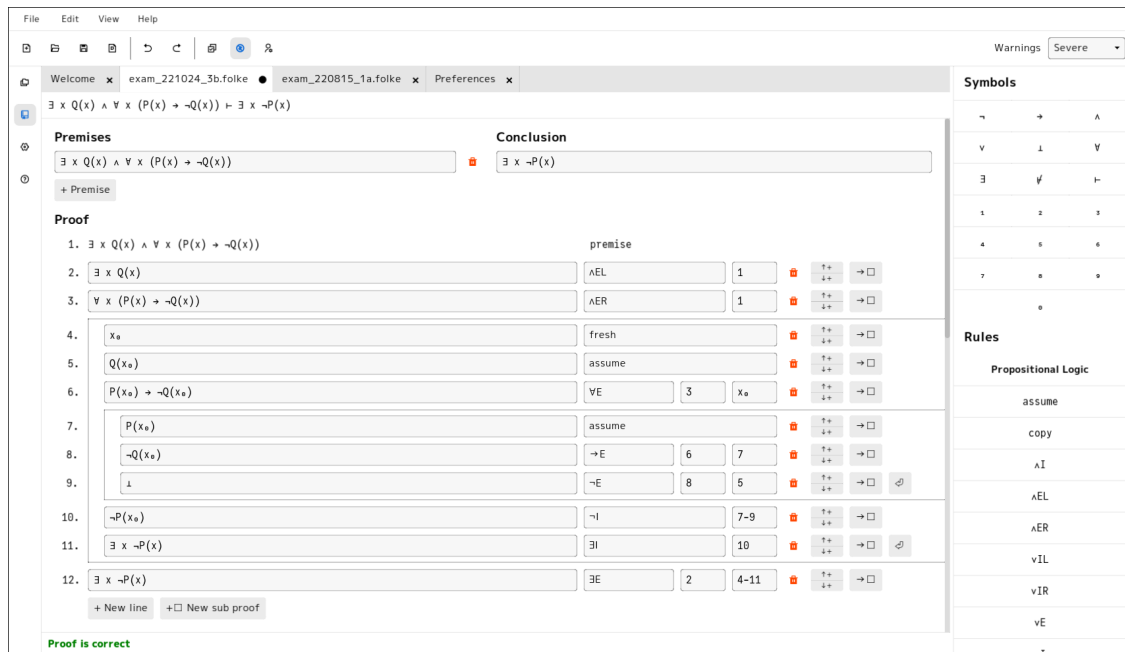 File Edit View Help
Warnings Severe
Welcome exam_221024_3b.folke exam_220815_1a.folke Preferences
∃ x Q(x) ∧ ∀ x (P(x) → ¬Q(x)) ⊢ ∃ x ¬P(x)
Premises Conclusion
∃ x Q(x) ∧ ∀ x (P(x) → ¬Q(x)) ∃ x ¬P(x)
+ Premise
Proof
1. ∃ x Q(x) ∧ ∀ x (P(x) → ¬Q(x)) premise
2. ∃ x Q(x) ∧EL 1 ↑+ ↓+ →□
3. ∀ x (P(x) → ¬Q(x)) ∧ER 1 ↑+ ↓+ →□
4. x₀ fresh ↑+ ↓+ →□
5. Q(x₀) assume ↑+ ↓+ →□
6. P(x₀) → ¬Q(x₀) ∀E 3 x₀ ↑+ ↓+ →□
7. P(x₀) assume ↑+ ↓+ →□
8. ¬Q(x₀) →E 6 7 ↑+ ↓+ →□
9. ⊥ ¬E 8 5 ↑+ ↓+ →□
10. ¬P(x₀) ¬I 7-9 ↑+ ↓+ →□
11. ∃ x ¬P(x) ∃I 10 ↑+ ↓+ →□
12. ∃ x ¬P(x) ∃E 2 4-11 ↑+ ↓+ →□
+ New line +□ New sub proof
Proof is correct
Symbols
¬ → ∧
∨ ⊥ ∀
∃ ⊬ ⊢
₁ ₂ ₃
₄ ₅ ₆
₇ ₈ ₉
₀
Rules
Propositional Logic
assume
copy
∧I
∧EL
∧ER
∨IL
∨IR
∨E